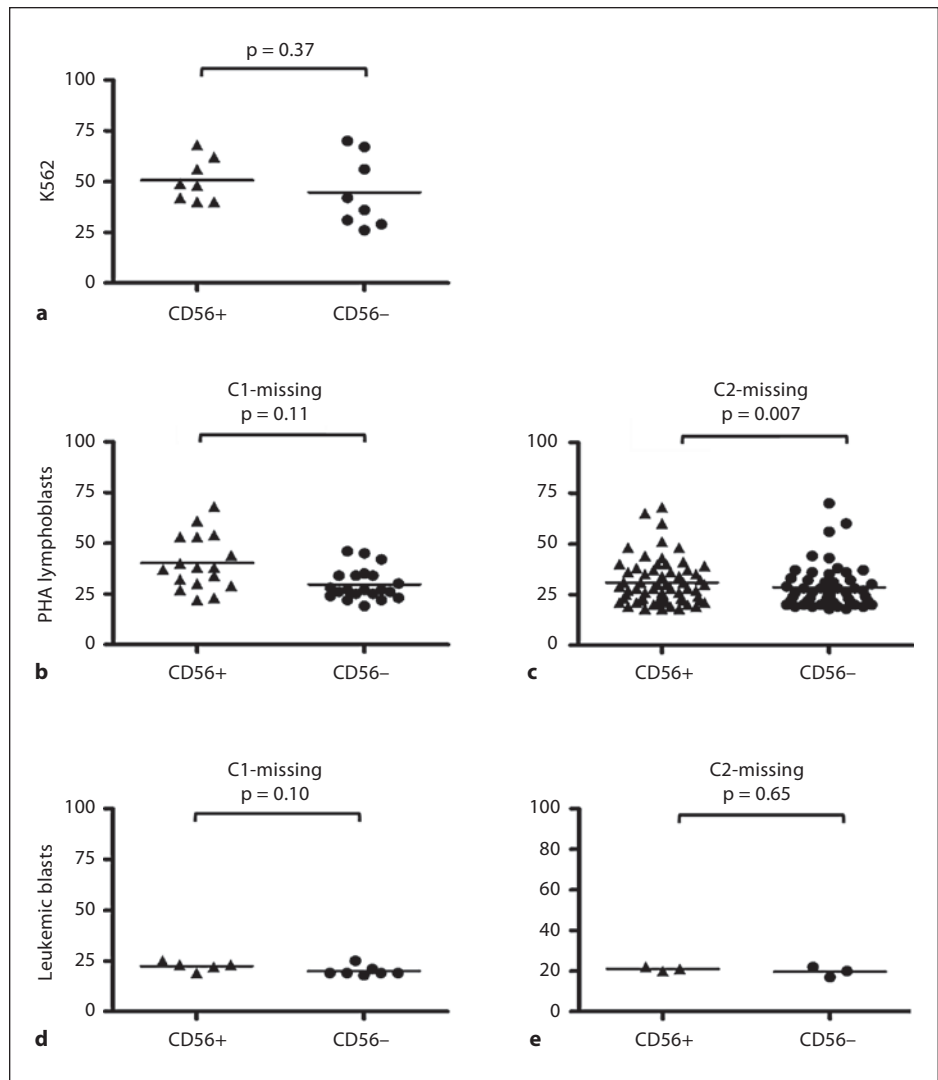 p = 0.37
100
75
50
25
0
K562
CD56+ CD56–
a
C1-missing
p = 0.11
100
75
50
25
0
PHA lymphoblasts
CD56+ CD56–
b
C2-missing
p = 0.007
100
75
50
25
0
CD56+ CD56–
c
C1-missing
p = 0.10
100
75
50
25
0
Leukemic blasts
CD56+ CD56–
d
C2-missing
p = 0.65
100
80
60
40
20
0
CD56+ CD56–
e